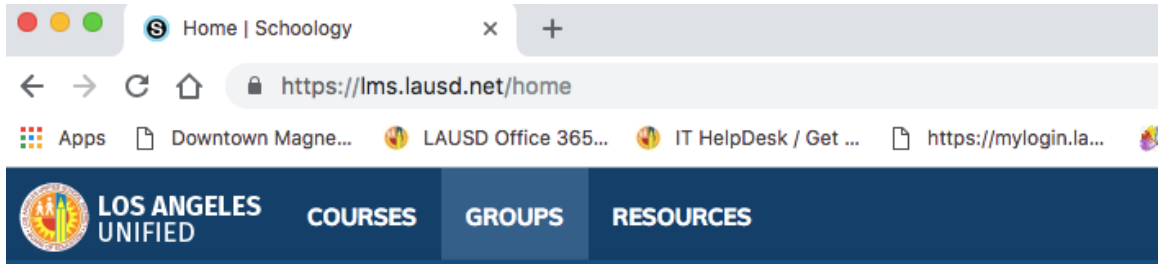 Home | Schoology
https://lms.lausd.net/home
Apps Downtown Magne... LAUSD Office 365... IT HelpDesk / Get ... https://mylogin.la...
LOS ANGELES UNIFIED COURSES GROUPS RESOURCES